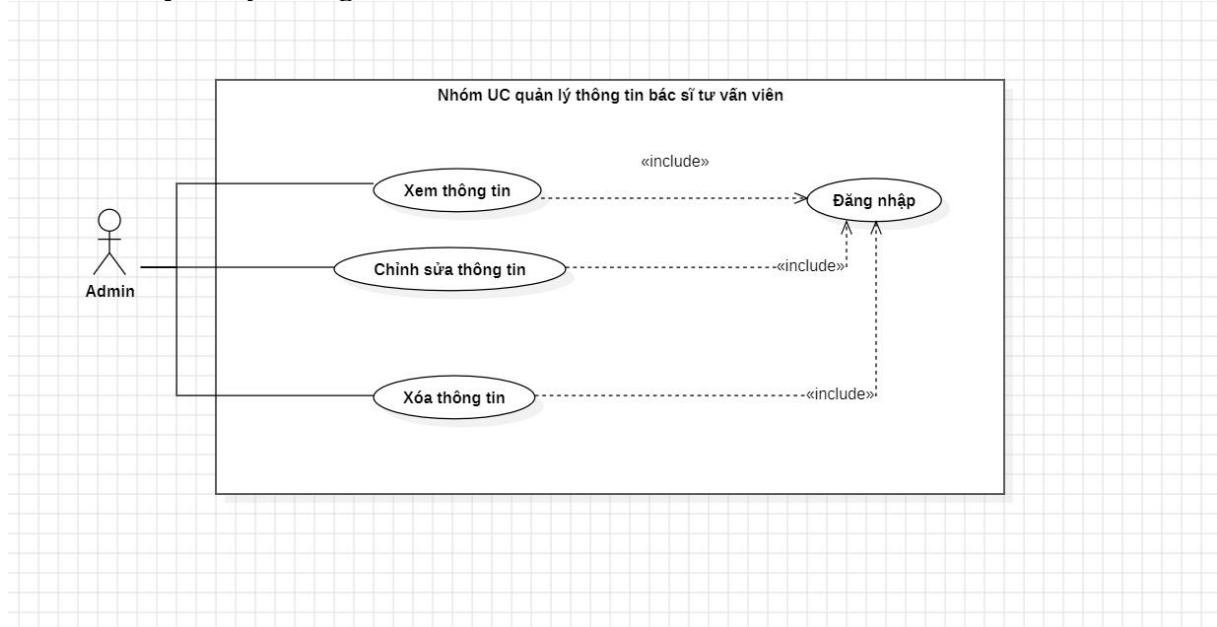 Nhóm UC quản lý thông tin bác sĩ tư vấn viên
«include»
Xem thông tin
Đăng nhập
Chỉnh sửa thông tin
«include»
Admin
Xóa thông tin
«include»